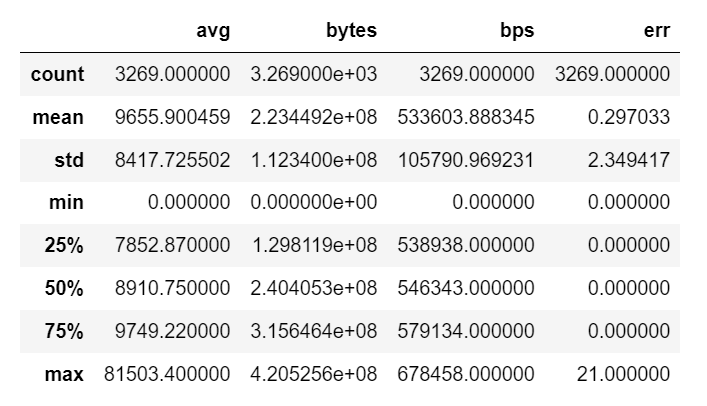 avg bytes bps err
count 3269.000000 3.269000e+03 3269.000000 3269.000000
mean 9655.900459 2.234492e+08 533603.888345 0.297033
std 8417.725502 1.123400e+08 105790.969231 2.349417
min 0.000000 0.000000e+00 0.000000 0.000000
25% 7852.870000 1.298119e+08 538938.000000 0.000000
50% 8910.750000 2.404053e+08 546343.000000 0.000000
75% 9749.220000 3.156464e+08 579134.000000 0.000000
max 81503.400000 4.205256e+08 678458.000000 21.000000